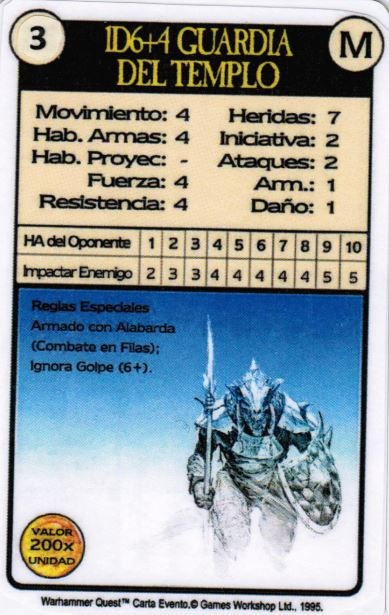 3
1D6+4 GUARDIA
DEL TEMPLO
M
Movimiento: 4 Heridas: 7
Hab. Armas: 4 Iniciativa: 2
Hab. Proyec: - Ataques: 2
Fuerza: 4 Arm.: 1
Resistencia: 4 Daño: 1
HA del Oponente 1 2 3 4 5 6 7 8 9 10
Impactar Enemigo 2 3 3 4 4 4 4 4 5 5
Reglas Especiales
Armado con Alabarda
(Combate en Filas);
Ignora Golpe (6+).
VALOR
200x
UNIDAD
Warhammer Quest™ Carta Evento.© Games Workshop Ltd., 1995.